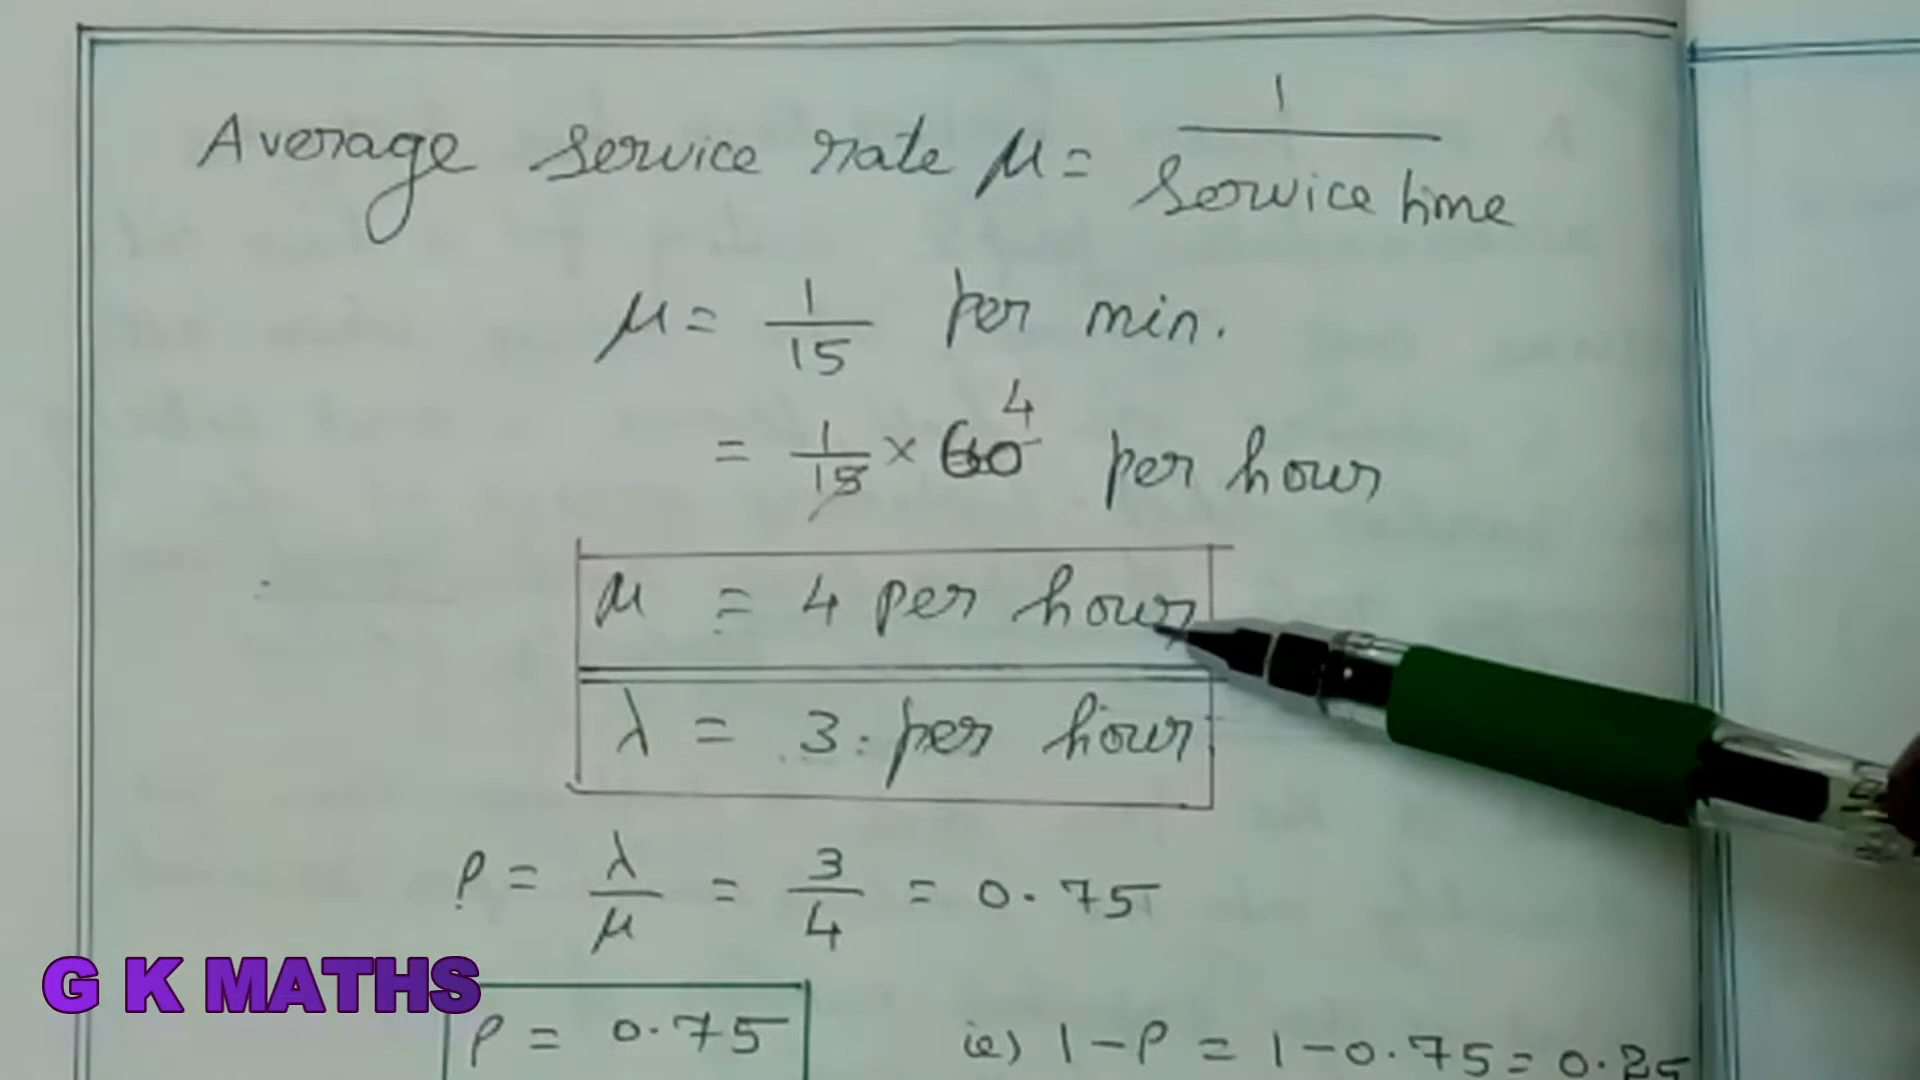 Average service rate μ = 1 / service time
μ = 1/15 per min.
= 1/15 × 60 4 per hour
μ = 4 per hour
λ = 3 per hour
ρ = λ/μ = 3/4 = 0.75
G K MATHS
ρ = 0.75 (ie) 1 - ρ = 1 - 0.75 = 0.25